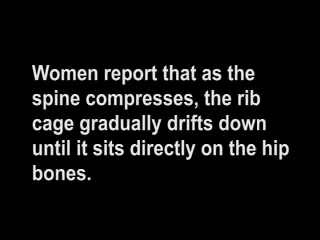 Women report that as the
spine compresses, the rib
cage gradually drifts down
until it sits directly on the hip
bones.